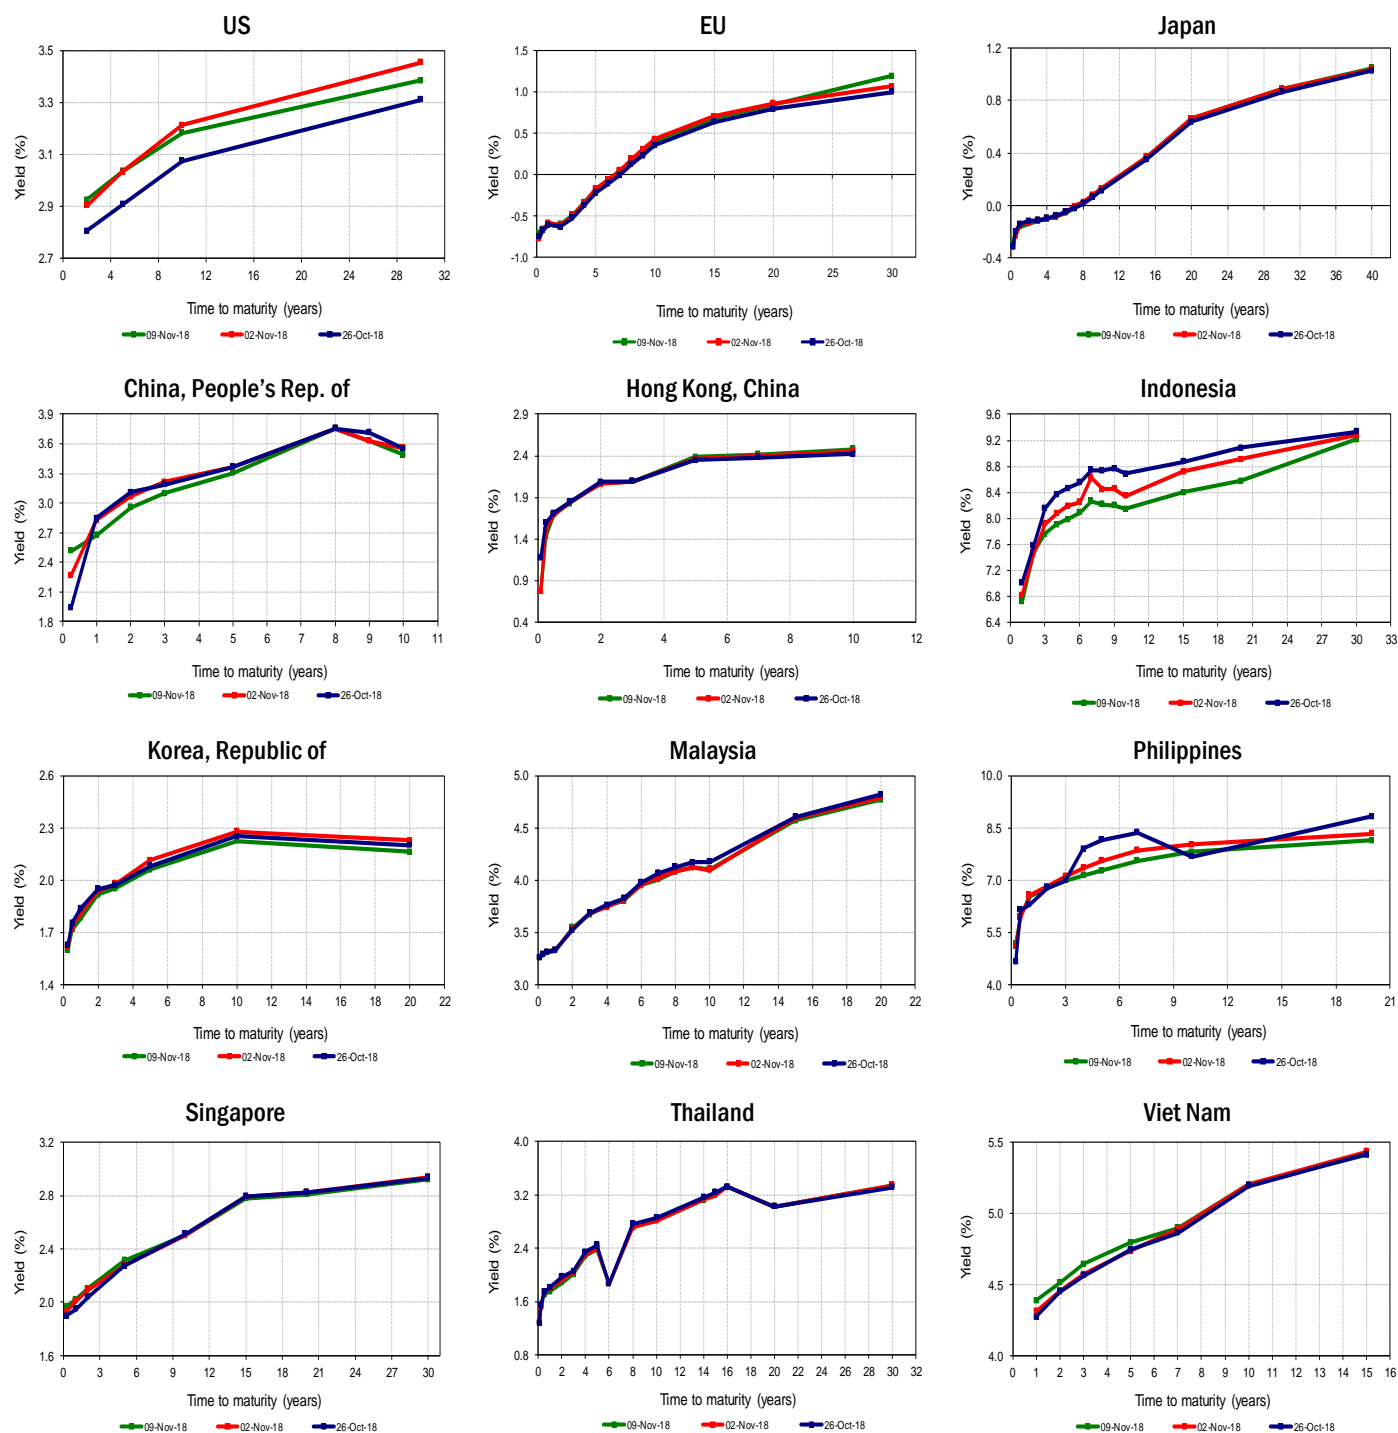 US
3.5
3.3
3.1
2.9
2.7
Yield (%)
0 4 8 12 16 20 24 28 32
Time to maturity (years)
09-Nov-18 02-Nov-18 26-Oct-18
EU
1.5
1.0
0.5
0.0
-0.5
-1.0
Yield (%)
0 5 10 15 20 25 30
Time to maturity (years)
09-Nov-18 02-Nov-18 26-Oct-18
Japan
1.2
0.8
0.4
0.0
-0.4
Yield (%)
0 4 8 12 16 20 24 28 32 36 40
Time to maturity (years)
09-Nov-18 02-Nov-18 26-Oct-18
China, People's Rep. of
3.9
3.6
3.3
3.0
2.7
2.4
2.1
1.8
Yield (%)
0 1 2 3 4 5 6 7 8 9 10 11
Time to maturity (years)
09-Nov-18 02-Nov-18 26-Oct-18
Hong Kong, China
2.9
2.4
1.9
1.4
0.9
0.4
Yield (%)
0 2 4 6 8 10 12
Time to maturity (years)
09-Nov-18 02-Nov-18 26-Oct-18
Indonesia
9.6
9.2
8.8
8.4
8.0
7.6
7.2
6.8
6.4
Yield (%)
0 3 6 9 12 15 18 21 24 27 30 33
Time to maturity (years)
09-Nov-18 02-Nov-18 26-Oct-18
Korea, Republic of
2.6
2.3
2.0
1.7
1.4
Yield (%)
0 2 4 6 8 10 12 14 16 18 20 22
Time to maturity (years)
09-Nov-18 02-Nov-18 26-Oct-18
Malaysia
5.0
4.5
4.0
3.5
3.0
Yield (%)
0 2 4 6 8 10 12 14 16 18 20 22
Time to maturity (years)
09-Nov-18 02-Nov-18 26-Oct-18
Philippines
10.0
8.5
7.0
5.5
4.0
Yield (%)
0 3 6 9 12 15 18 21
Time to maturity (years)
09-Nov-18 02-Nov-18 26-Oct-18
Singapore
3.2
2.8
2.4
2.0
1.6
Yield (%)
0 3 6 9 12 15 18 21 24 27 30
Time to maturity (years)
09-Nov-18 02-Nov-18 26-Oct-18
Thailand
4.0
3.2
2.4
1.6
0.8
Yield (%)
0 2 4 6 8 10 12 14 16 18 20 22 24 26 28 30 32
Time to maturity (years)
09-Nov-18 02-Nov-18 26-Oct-18
Viet Nam
5.5
5.0
4.5
4.0
Yield (%)
0 1 2 3 4 5 6 7 8 9 10 11 12 13 14 15 16
Time to maturity (years)
09-Nov-18 02-Nov-18 26-Oct-18